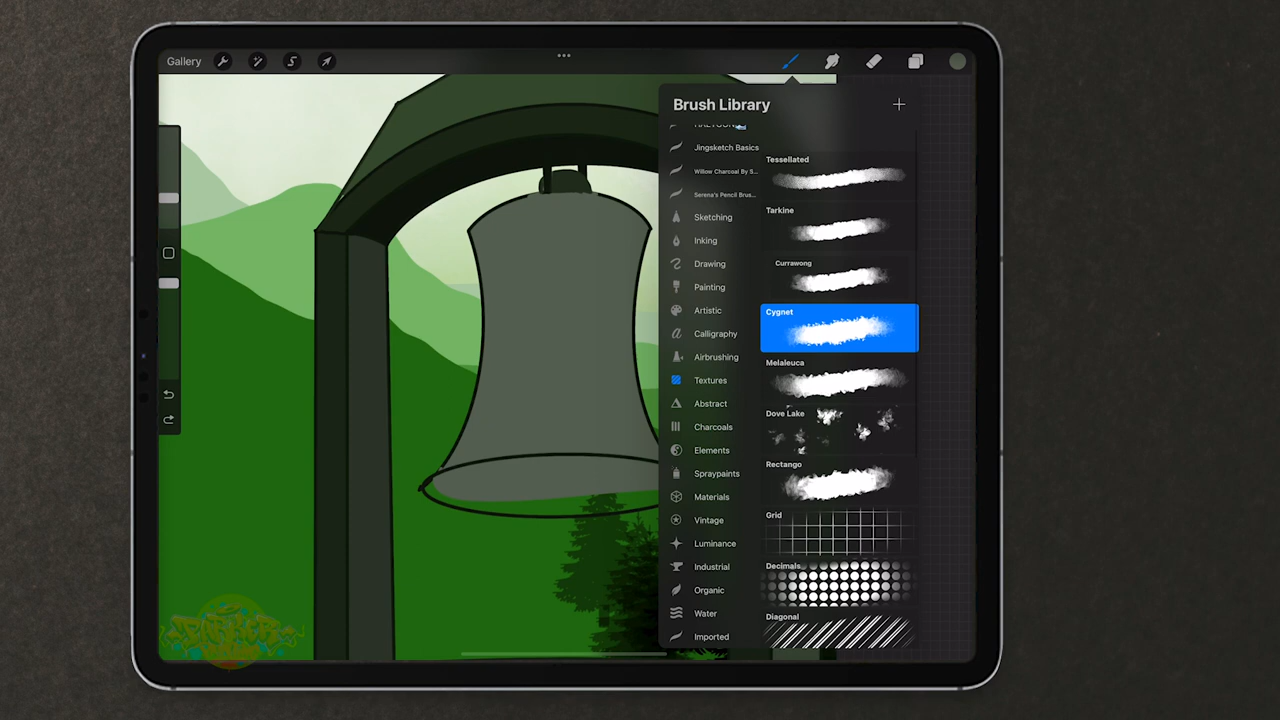 Gallery
Brush Library
Jingsketch Basics
Willow Charcoal By S...
Serena's Pencil Brus...
Sketching
Inking
Drawing
Painting
Artistic
Calligraphy
Airbrushing
Textures
Abstract
Charcoals
Elements
Spraypaints
Materials
Vintage
Luminance
Industrial
Organic
Water
Imported
Tessellated
Tarkine
Currawong
Cygnet
Melaleuca
Dove Lake
Rectango
Grid
Decimals
Diagonal